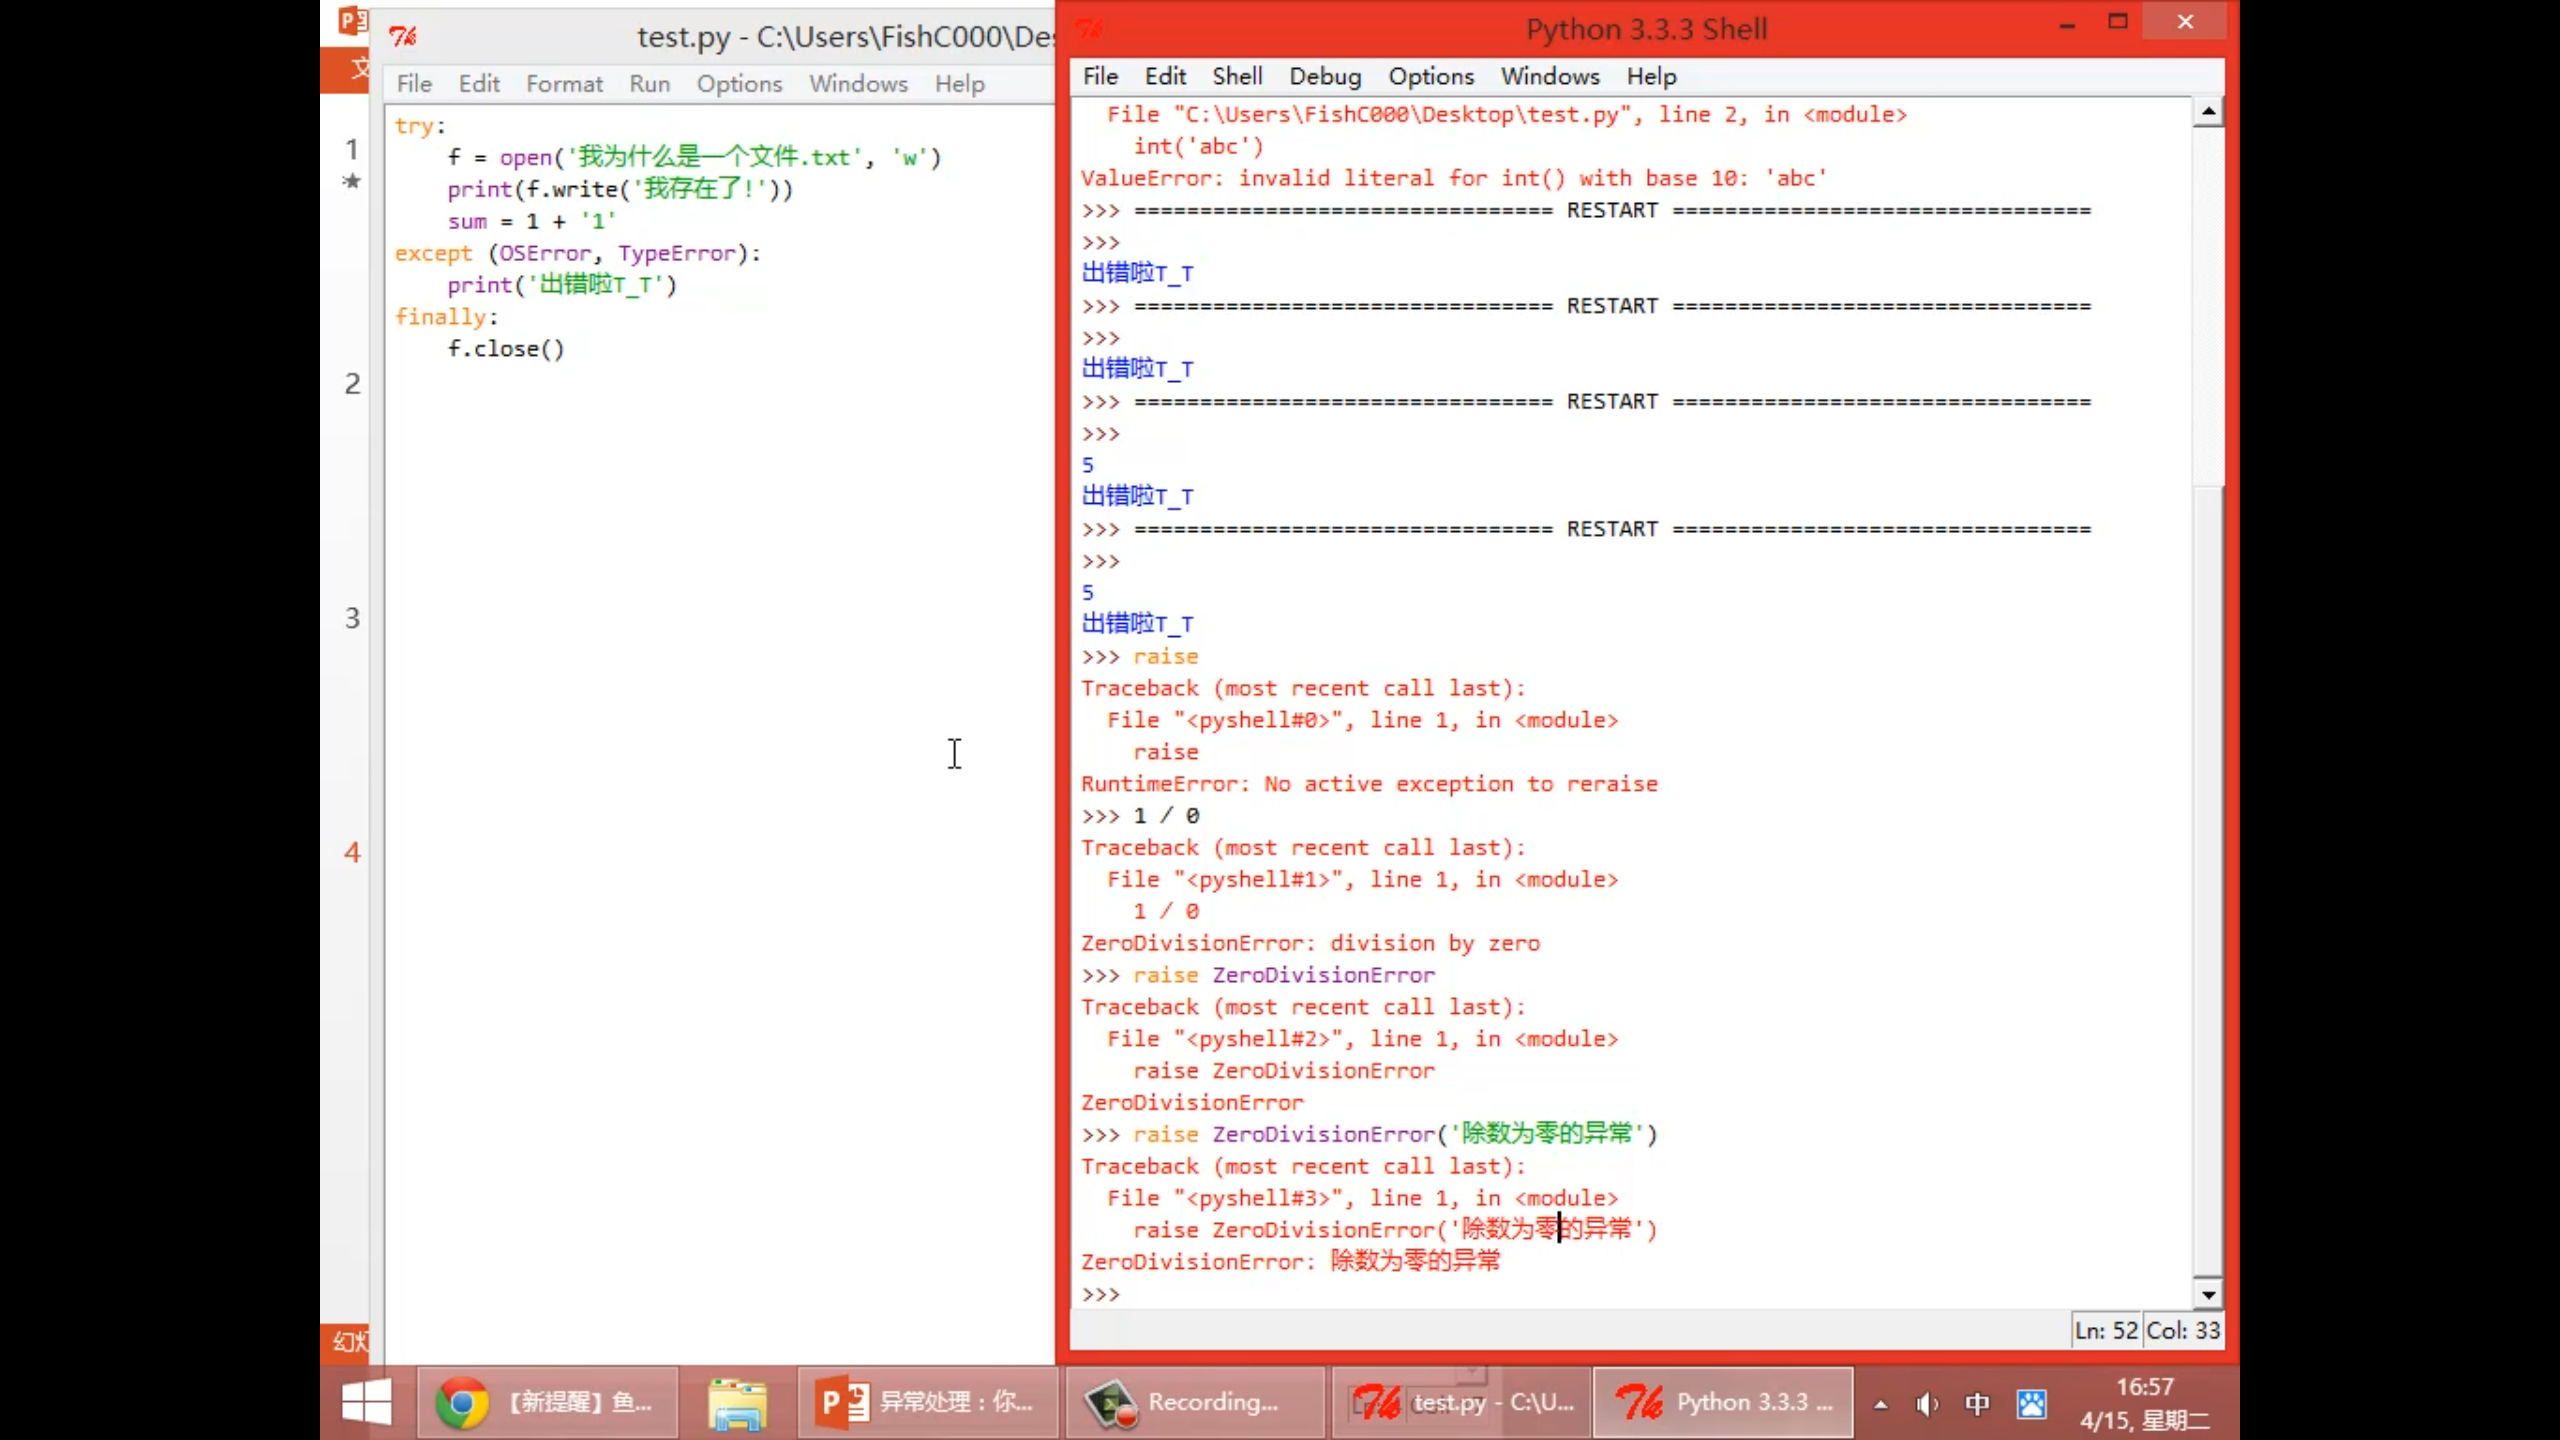 test.py - C:\Users\FishC000\De
File Edit Format Run Options Windows Help
try:
    f = open('我为什么是一个文件.txt', 'w')
    print(f.write('我存在了!'))
    sum = 1 + '1'
except (OSError, TypeError):
    print('出错啦T_T')
finally:
    f.close()
1
2
3
4
Python 3.3.3 Shell
File Edit Shell Debug Options Windows Help
  File "C:\Users\FishC000\Desktop\test.py", line 2, in <module>
    int('abc')
ValueError: invalid literal for int() with base 10: 'abc'
>>> ================================ RESTART ================================
>>>
出错啦T_T
>>> ================================ RESTART ================================
>>>
出错啦T_T
>>> ================================ RESTART ================================
>>>
5
出错啦T_T
>>> ================================ RESTART ================================
>>>
5
出错啦T_T
>>> raise
Traceback (most recent call last):
  File "<pyshell#0>", line 1, in <module>
    raise
RuntimeError: No active exception to reraise
>>> 1 / 0
Traceback (most recent call last):
  File "<pyshell#1>", line 1, in <module>
    1 / 0
ZeroDivisionError: division by zero
>>> raise ZeroDivisionError
Traceback (most recent call last):
  File "<pyshell#2>", line 1, in <module>
    raise ZeroDivisionError
ZeroDivisionError
>>> raise ZeroDivisionError('除数为零的异常')
Traceback (most recent call last):
  File "<pyshell#3>", line 1, in <module>
    raise ZeroDivisionError('除数为零的异常')
ZeroDivisionError: 除数为零的异常
>>>
Ln: 52 Col: 33
【新提醒】鱼... 异常处理：你... Recording... test.py - C:\U... Python 3.3.3 ... 中 16:57
4/15, 星期二